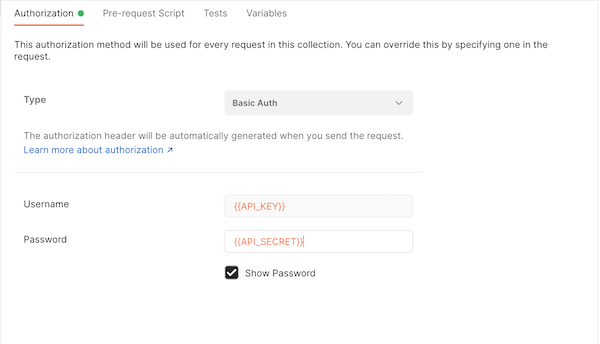 Authorization Pre-request Script Tests Variables
This authorization method will be used for every request in this collection. You can override this by specifying one in the
request.
Type Basic Auth
The authorization header will be automatically generated when you send the request.
Learn more about authorization ↗
Username {{API_KEY}}
Password {{API_SECRET}}
Show Password